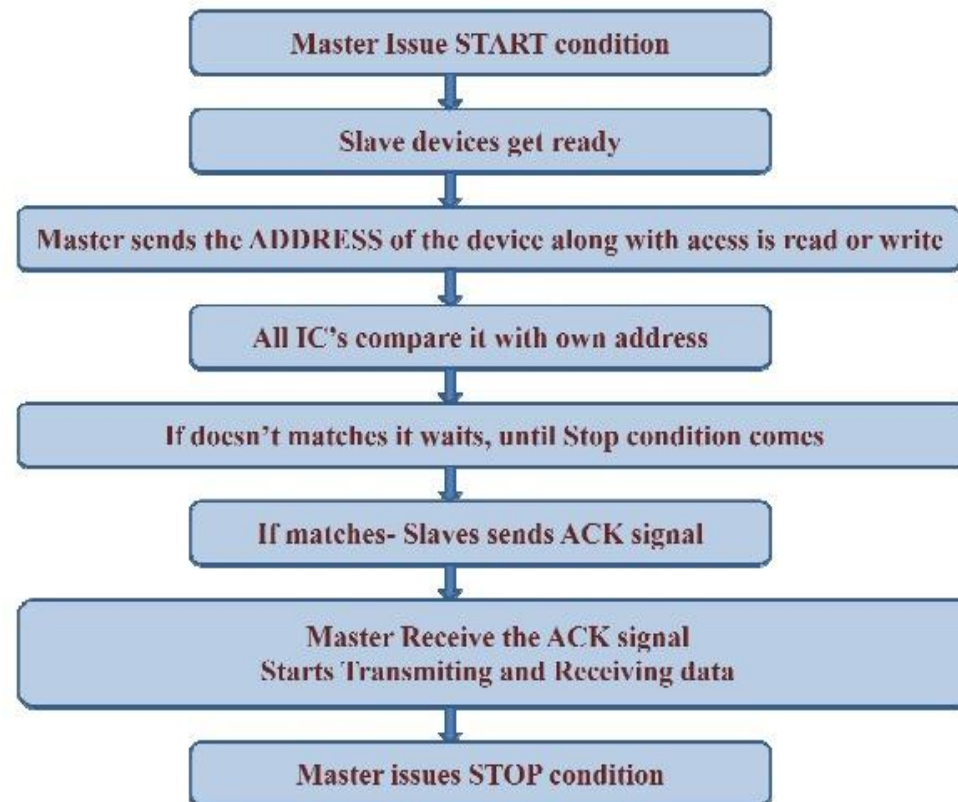 Master Issue START condition
Slave devices get ready
Master sends the ADDRESS of the device along with acess is read or write
All IC's compare it with own address
If doesn't matches it waits, until Stop condition comes
If matches- Slaves sends ACK signal
Master Receive the ACK signal
Starts Transmiting and Receiving data
Master issues STOP condition